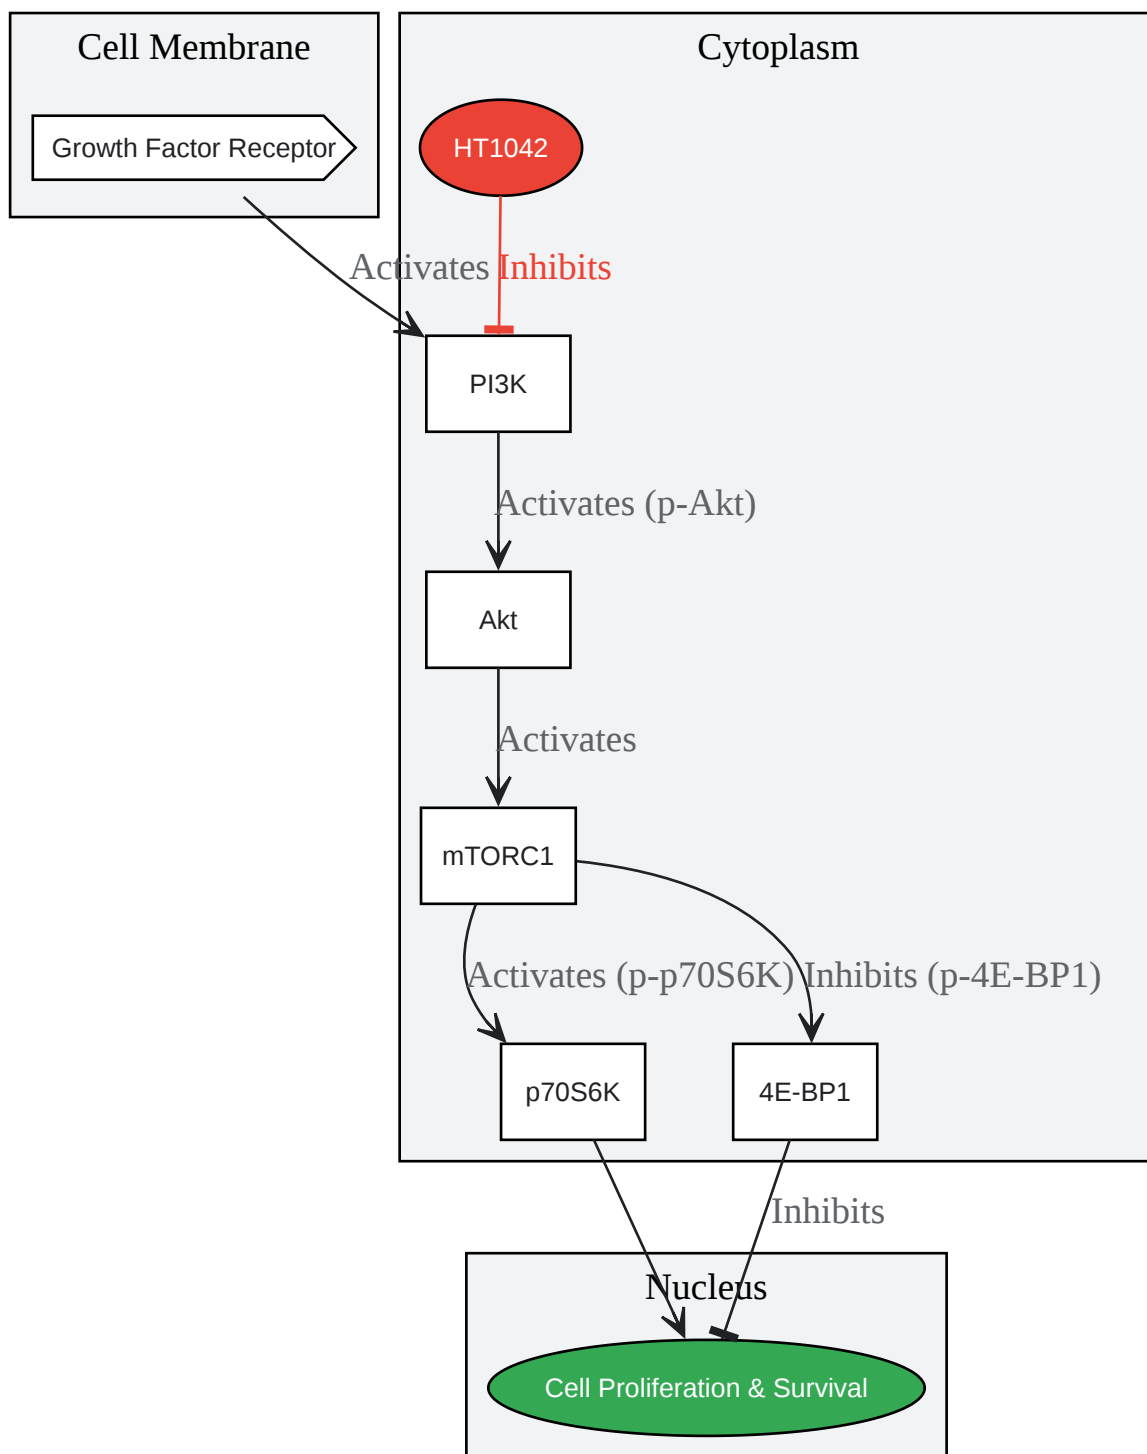 Cell Membrane
Cytoplasm
Growth Factor Receptor
HT1042
Activates
Inhibits
PI3K
Activates (p-Akt)
Akt
Activates
mTORC1
Activates (p-p70S6K)
Inhibits (p-4E-BP1)
p70S6K
4E-BP1
Inhibits
Nucleus
Cell Proliferation & Survival